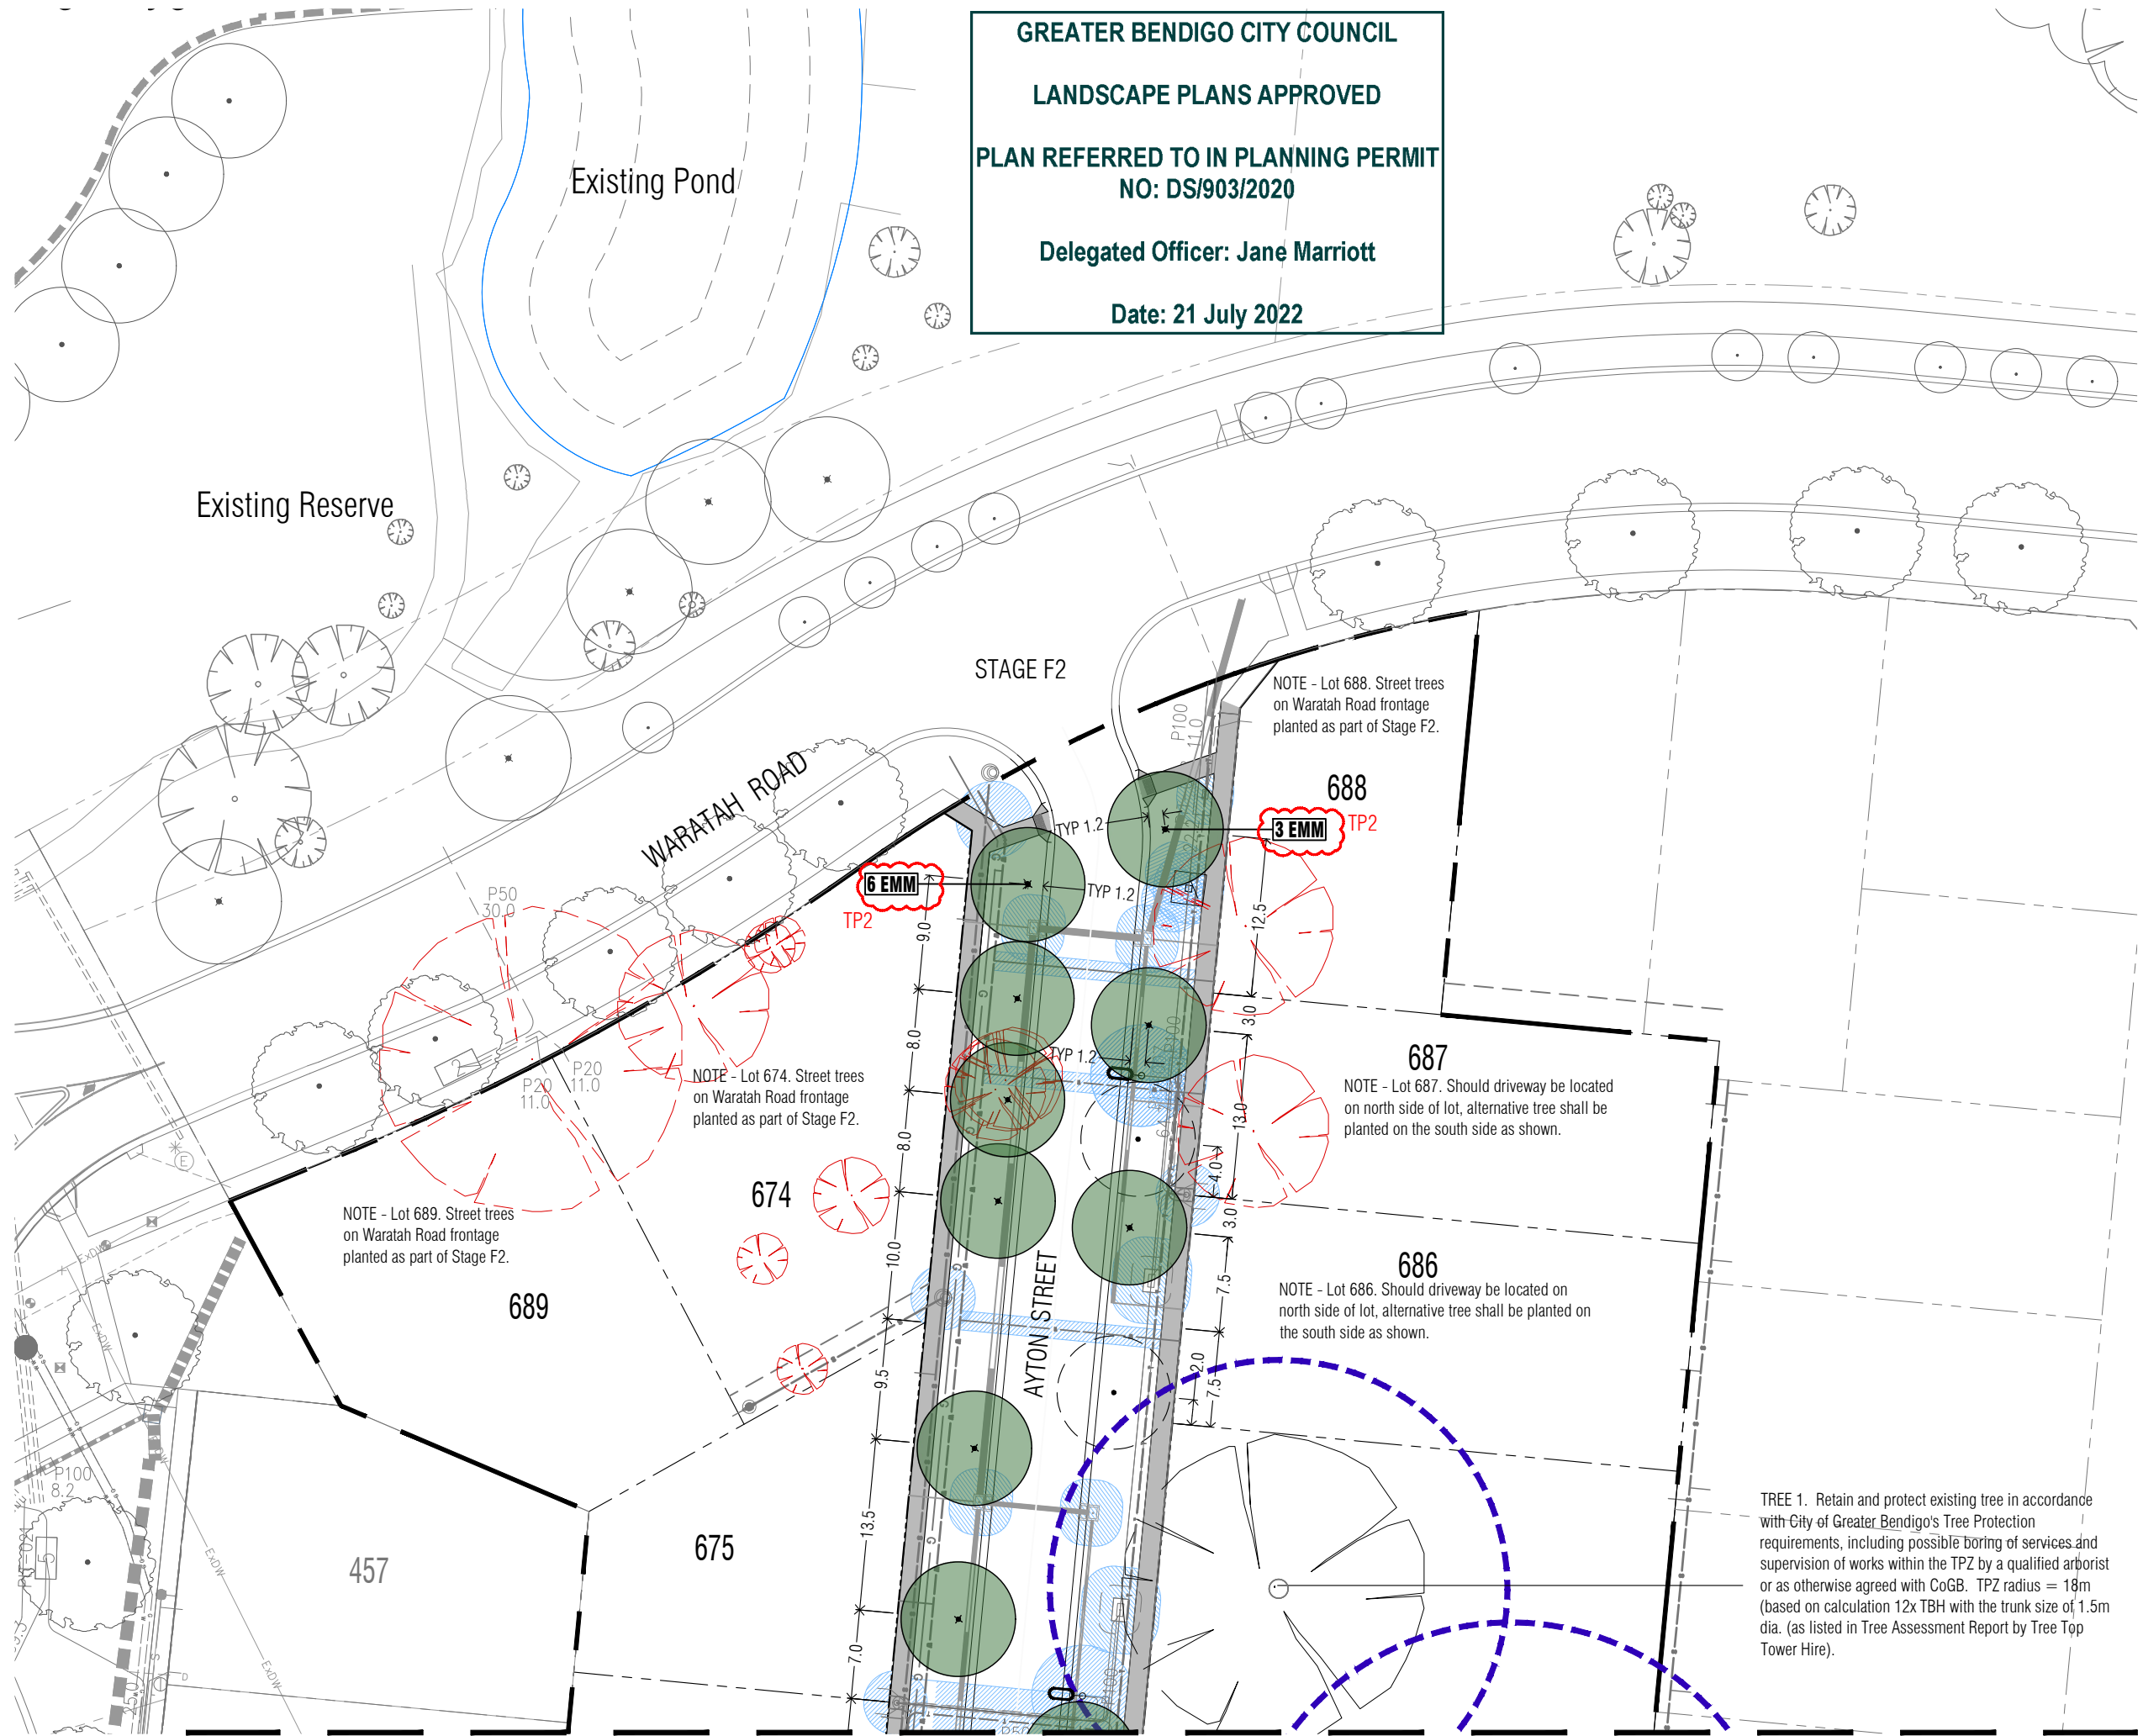 GREATER BENDIGO CITY COUNCIL
LANDSCAPE PLANS APPROVED
PLAN REFERRED TO IN PLANNING PERMIT
NO: DS/903/2020
Delegated Officer: Jane Marriott
Date: 21 July 2022
Existing Pond
Existing Reserve
STAGE F2
NOTE - Lot 688. Street trees
on Waratah Road frontage
planted as part of Stage F2.
P100
11.0
688
WARATAH ROAD
TYP 1.2
3 EMM
TP2
6 EMM
TP2
TYP 1.2
P50
30.0
9.0
12.5
8.0
3.0
TYP 1.2
687
NOTE - Lot 687. Should driveway be located
on north side of lot, alternative tree shall be
planted on the south side as shown.
2
P20
11.0
P20
11.0
NOTE - Lot 674. Street trees
on Waratah Road frontage
planted as part of Stage F2.
8.0
13.0
4.0
E
674
3.0
NOTE - Lot 689. Street trees
on Waratah Road frontage
planted as part of Stage F2.
10.0
689
AYTON STREET
686
NOTE - Lot 686. Should driveway be located on
north side of lot, alternative tree shall be planted on
the south side as shown.
7.5
ExDW
ExDW
9.5
2.0
7.5
P100
8.2
13.5
675
457
5
ExDW
ExDW
TREE 1.  Retain and protect existing tree in accordance
with City of Greater Bendigo's Tree Protection
requirements, including possible boring of services and
supervision of works within the TPZ by a qualified arborist
or as otherwise agreed with CoGB.  TPZ radius = 18m
(based on calculation 12x TBH with the trunk size of 1.5m
dia. (as listed in Tree Assessment Report by Tree Top
Tower Hire).
7.0
D
P50